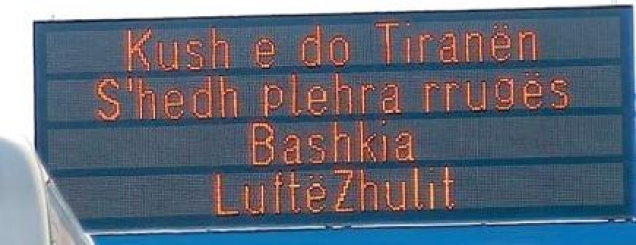 Kush e do Tiranën
S'hedh plehra rrugës
Bashkia
LuftëZhulit